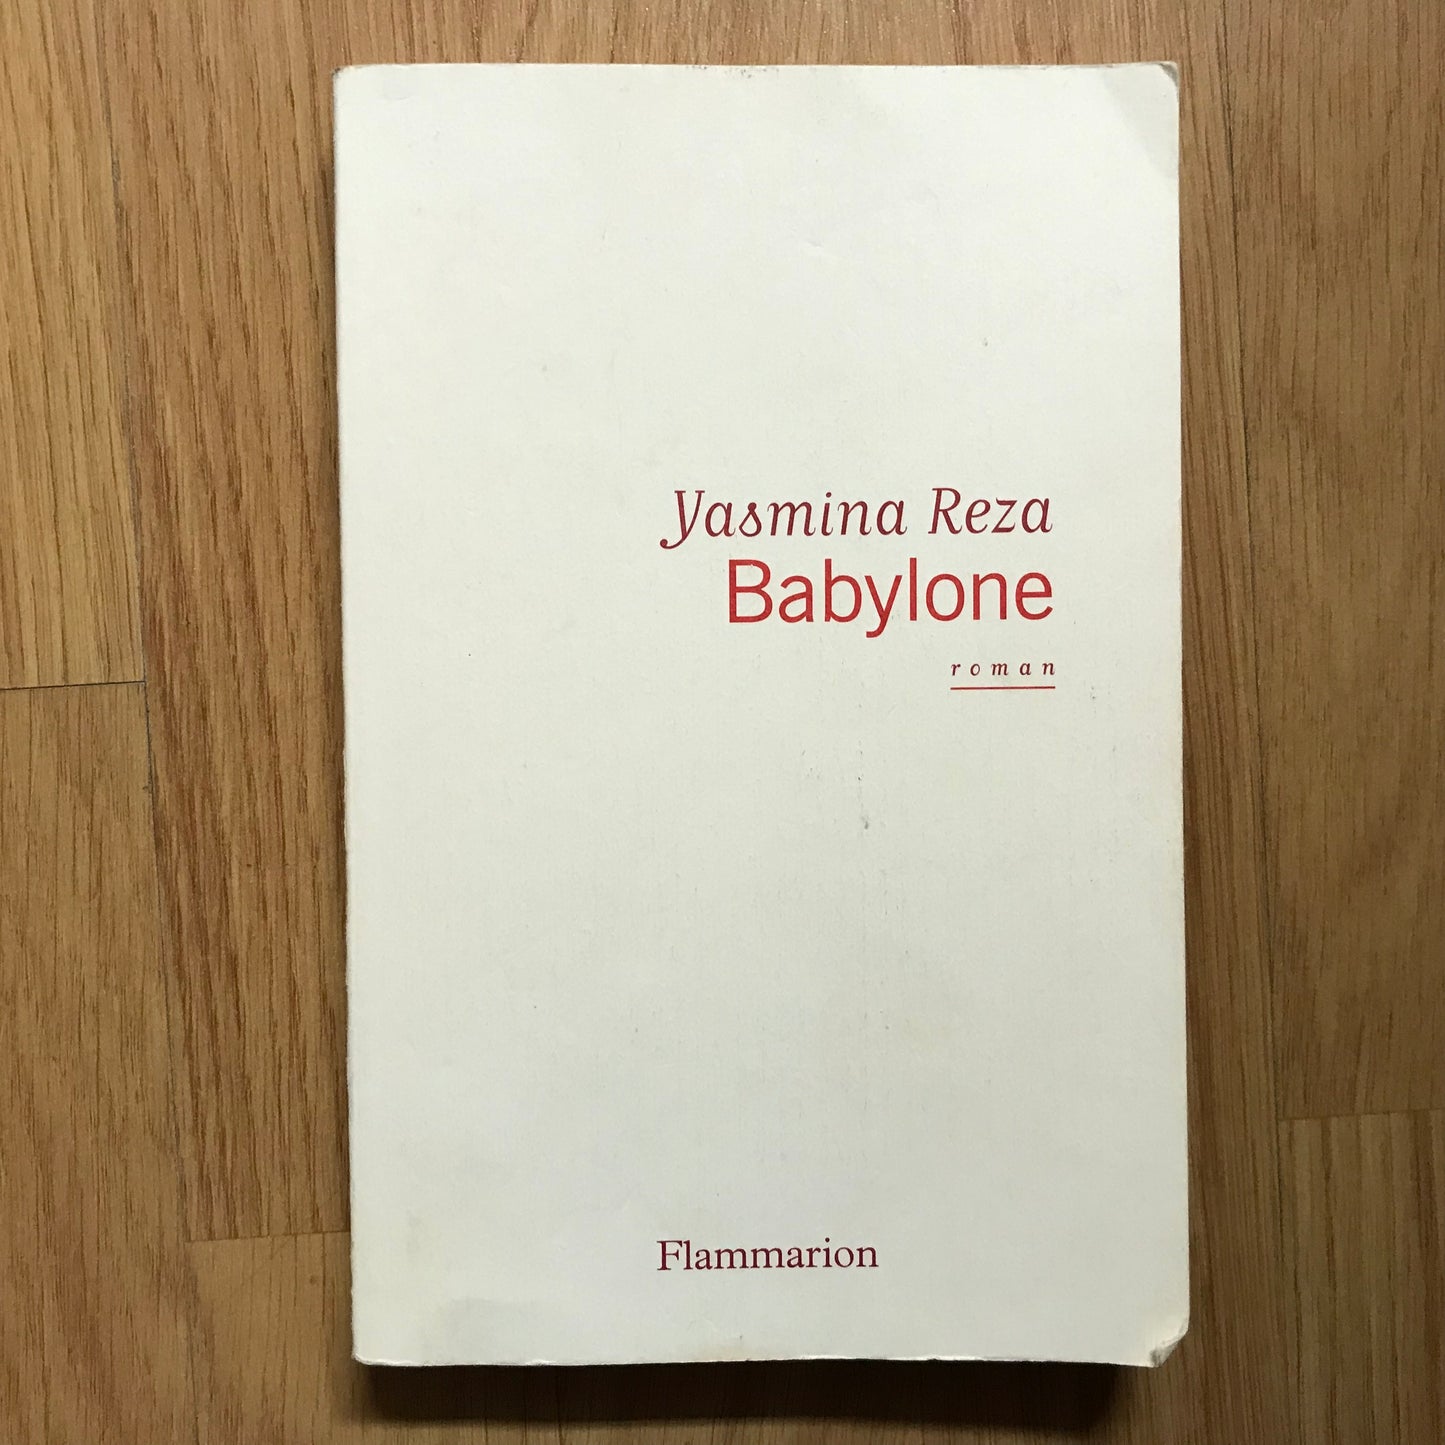 Yasmina Reza
Babylone
roman
Flammarion